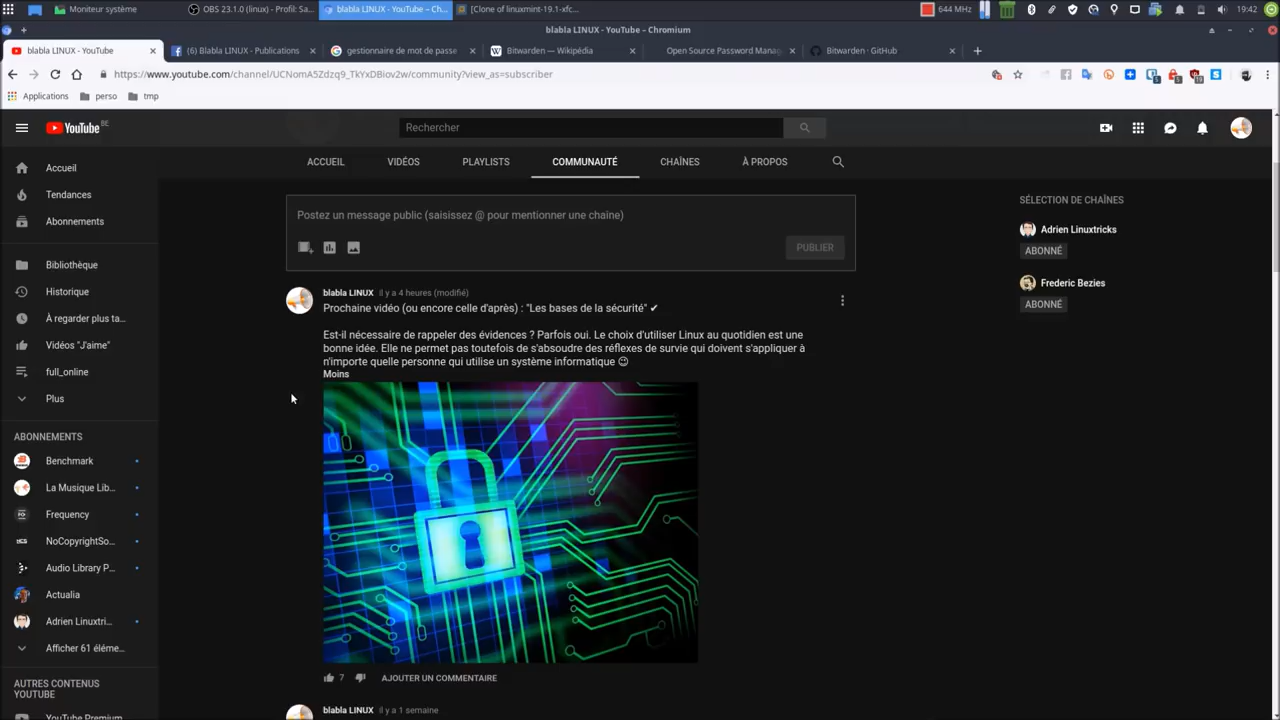 Moniteur système
OBS 23.1.0 (linux) - Profil: Sa...
blabla LINUX - YouTube – Ch...
[Clone of linuxmint-19.1-xfc...
644 MHz
19:42
blabla LINUX - YouTube - Chromium
blabla LINUX - YouTube
(6) Blabla LINUX - Publications
gestionnaire de mot de passe
Bitwarden — Wikipédia
Open Source Password Mana
Bitwarden · GitHub
https://www.youtube.com/channel/UCNomA5Zdzq9_TkYxDBiov2w/community?view_as=subscriber
Applications
perso
tmp
YouTube BE
Rechercher
ACCUEIL
VIDÉOS
PLAYLISTS
COMMUNAUTÉ
CHAÎNES
À PROPOS
Accueil
Tendances
Abonnements
Bibliothèque
Historique
À regarder plus ta...
Vidéos "J'aime"
full_online
Plus
ABONNEMENTS
Benchmark
La Musique Lib...
Frequency
NoCopyrightSo...
Audio Library P...
Actualia
Adrien Linuxtri...
Afficher 61 éléme...
AUTRES CONTENUS
YOUTUBE
YouTube Premium
Postez un message public (saisissez @ pour mentionner une chaîne)
PUBLIER
blabla LINUX il y a 4 heures (modifié)
Prochaine vidéo (ou encore celle d'après) : "Les bases de la sécurité" ✔
Est-il nécessaire de rappeler des évidences ? Parfois oui. Le choix d'utiliser Linux au quotidien est une
bonne idée. Elle ne permet pas toutefois de s'absoudre des réflexes de survie qui doivent s'appliquer à
n'importe quelle personne qui utilise un système informatique 😉
Moins
7
AJOUTER UN COMMENTAIRE
blabla LINUX il y a 1 semaine
SÉLECTION DE CHAÎNES
Adrien Linuxtricks
ABONNÉ
Frederic Bezies
ABONNÉ